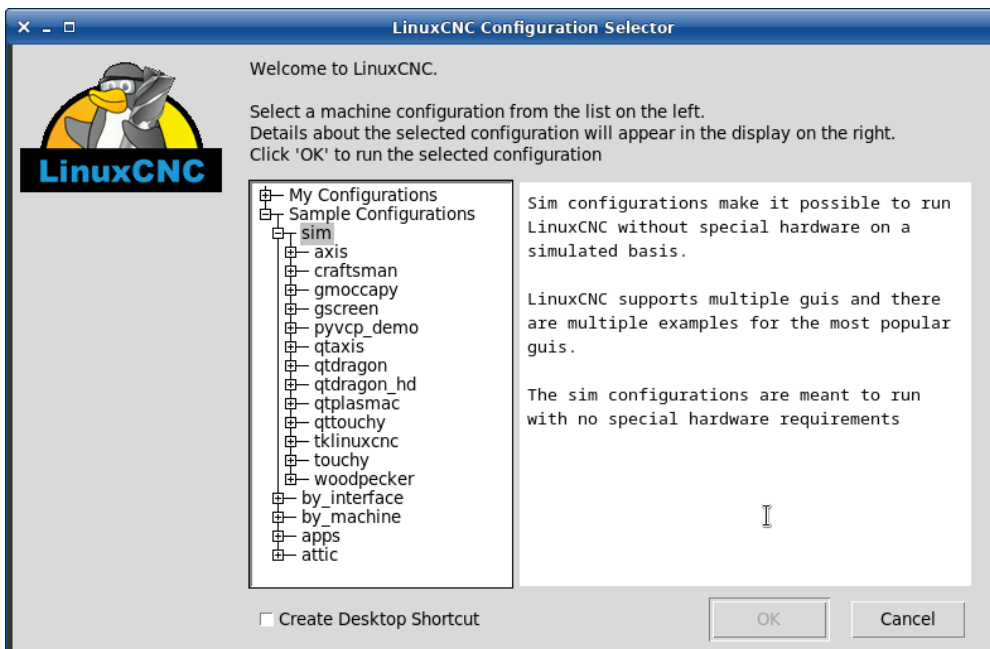 LinuxCNC Configuration Selector
LinuxCNC
Welcome to LinuxCNC.
Select a machine configuration from the list on the left.
Details about the selected configuration will appear in the display on the right.
Click 'OK' to run the selected configuration
My Configurations
Sample Configurations
sim
axis
craftsman
gmoccapy
gscreen
pyvcp_demo
qtaxis
qtdragon
qtdragon_hd
qtplasmac
qttouchy
tklinuxcnc
touchy
woodpecker
by_interface
by_machine
apps
attic
Sim configurations make it possible to run
LinuxCNC without special hardware on a
simulated basis.
LinuxCNC supports multiple guis and there
are multiple examples for the most popular
guis.
The sim configurations are meant to run
with no special hardware requirements
Create Desktop Shortcut
OK
Cancel